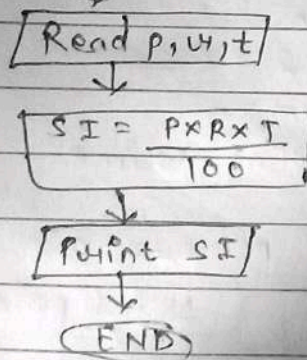 Read p, r, t
SI = P×R×T
100
Print SI
END